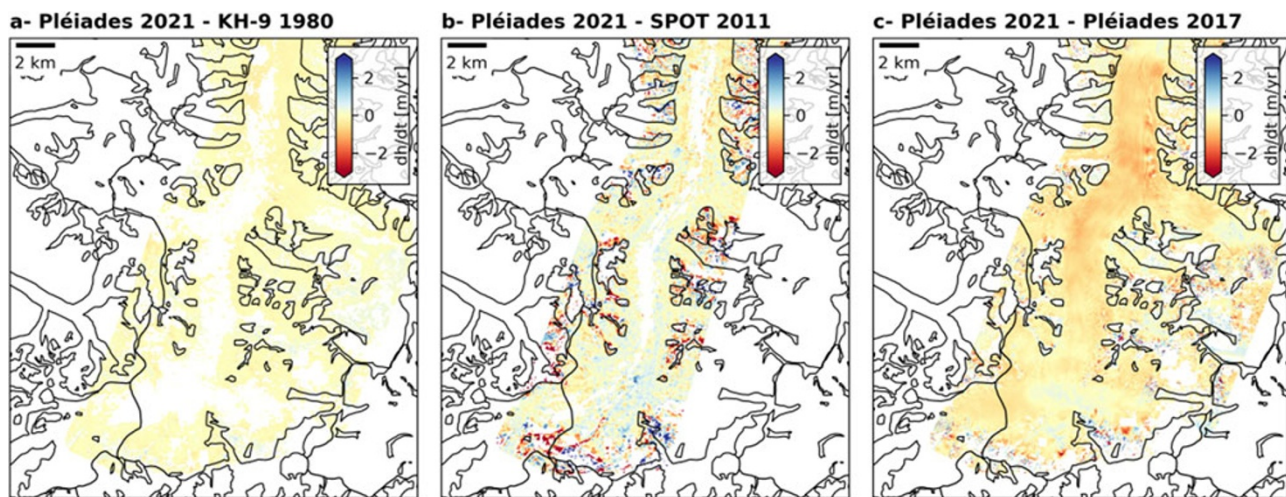 a- Pléiades 2021 - KH-9 1980
2 km
2
0
−2
dh/dt [m/yr]
b- Pléiades 2021 - SPOT 2011
2 km
2
0
−2
dh/dt [m/yr]
c- Pléiades 2021 - Pléiades 2017
2 km
2
0
−2
dh/dt [m/yr]